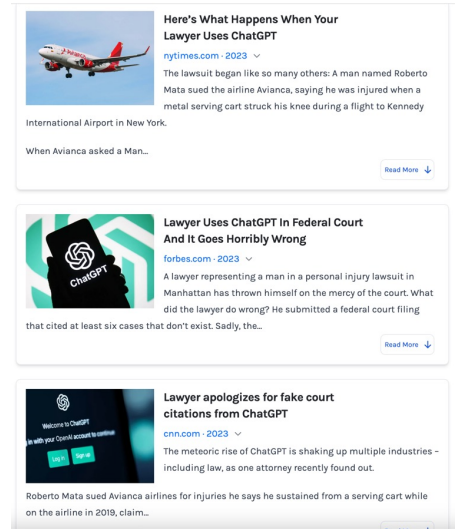 Here's What Happens When Your
Lawyer Uses ChatGPT
nytimes.com · 2023
The lawsuit began like so many others: A man named Roberto
Mata sued the airline Avianca, saying he was injured when a
metal serving cart struck his knee during a flight to Kennedy
International Airport in New York.
When Avianca asked a Man...
Read More
Lawyer Uses ChatGPT In Federal Court
And It Goes Horribly Wrong
forbes.com · 2023
ChatGPT
A lawyer representing a man in a personal injury lawsuit in
Manhattan has thrown himself on the mercy of the court. What
did the lawyer do wrong? He submitted a federal court filing
that cited at least six cases that don't exist. Sadly, the...
Read More
Lawyer apologizes for fake court
citations from ChatGPT
cnn.com · 2023
Welcome to ChatGPT
in with your OpenAI account to continue
Log in Sign up
The meteoric rise of ChatGPT is shaking up multiple industries –
including law, as one attorney recently found out.
Roberto Mata sued Avianca airlines for injuries he says he sustained from a serving cart while
on the airline in 2019, claim...